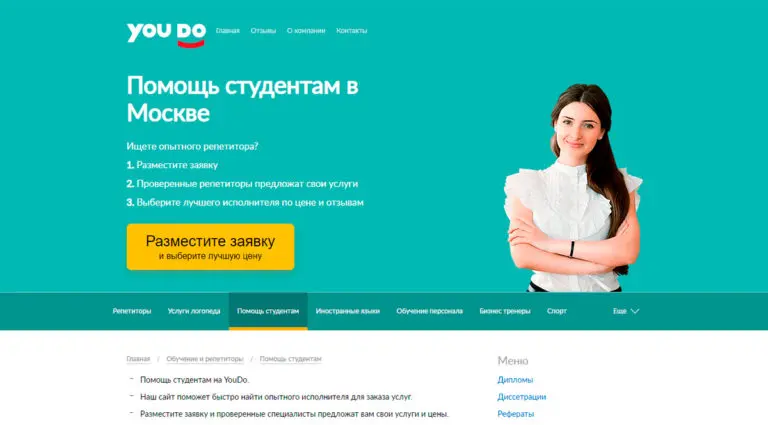 YOU DO Главная Отзывы О компании Контакты
Помощь студентам в
Москве
Ищете опытного репетитора?
1. Разместите заявку
2. Проверенные репетиторы предложат свои услуги
3. Выберите лучшего исполнителя по цене и отзывам
Разместите заявку
и выберите лучшую цену
Репетиторы Услуги логопеда Помощь студентам Иностранные языки Обучение персонала Бизнес тренеры Спорт Еще
Главная / Обучение и репетиторы / Помощь студентам
– Помощь студентам на YouDo.
– Наш сайт поможет быстро найти опытного исполнителя для заказа услуг.
– Разместите заявку и проверенные специалисты предложат вам свои услуги и цены.
Меню
Дипломы
Диссетрации
Рефераты